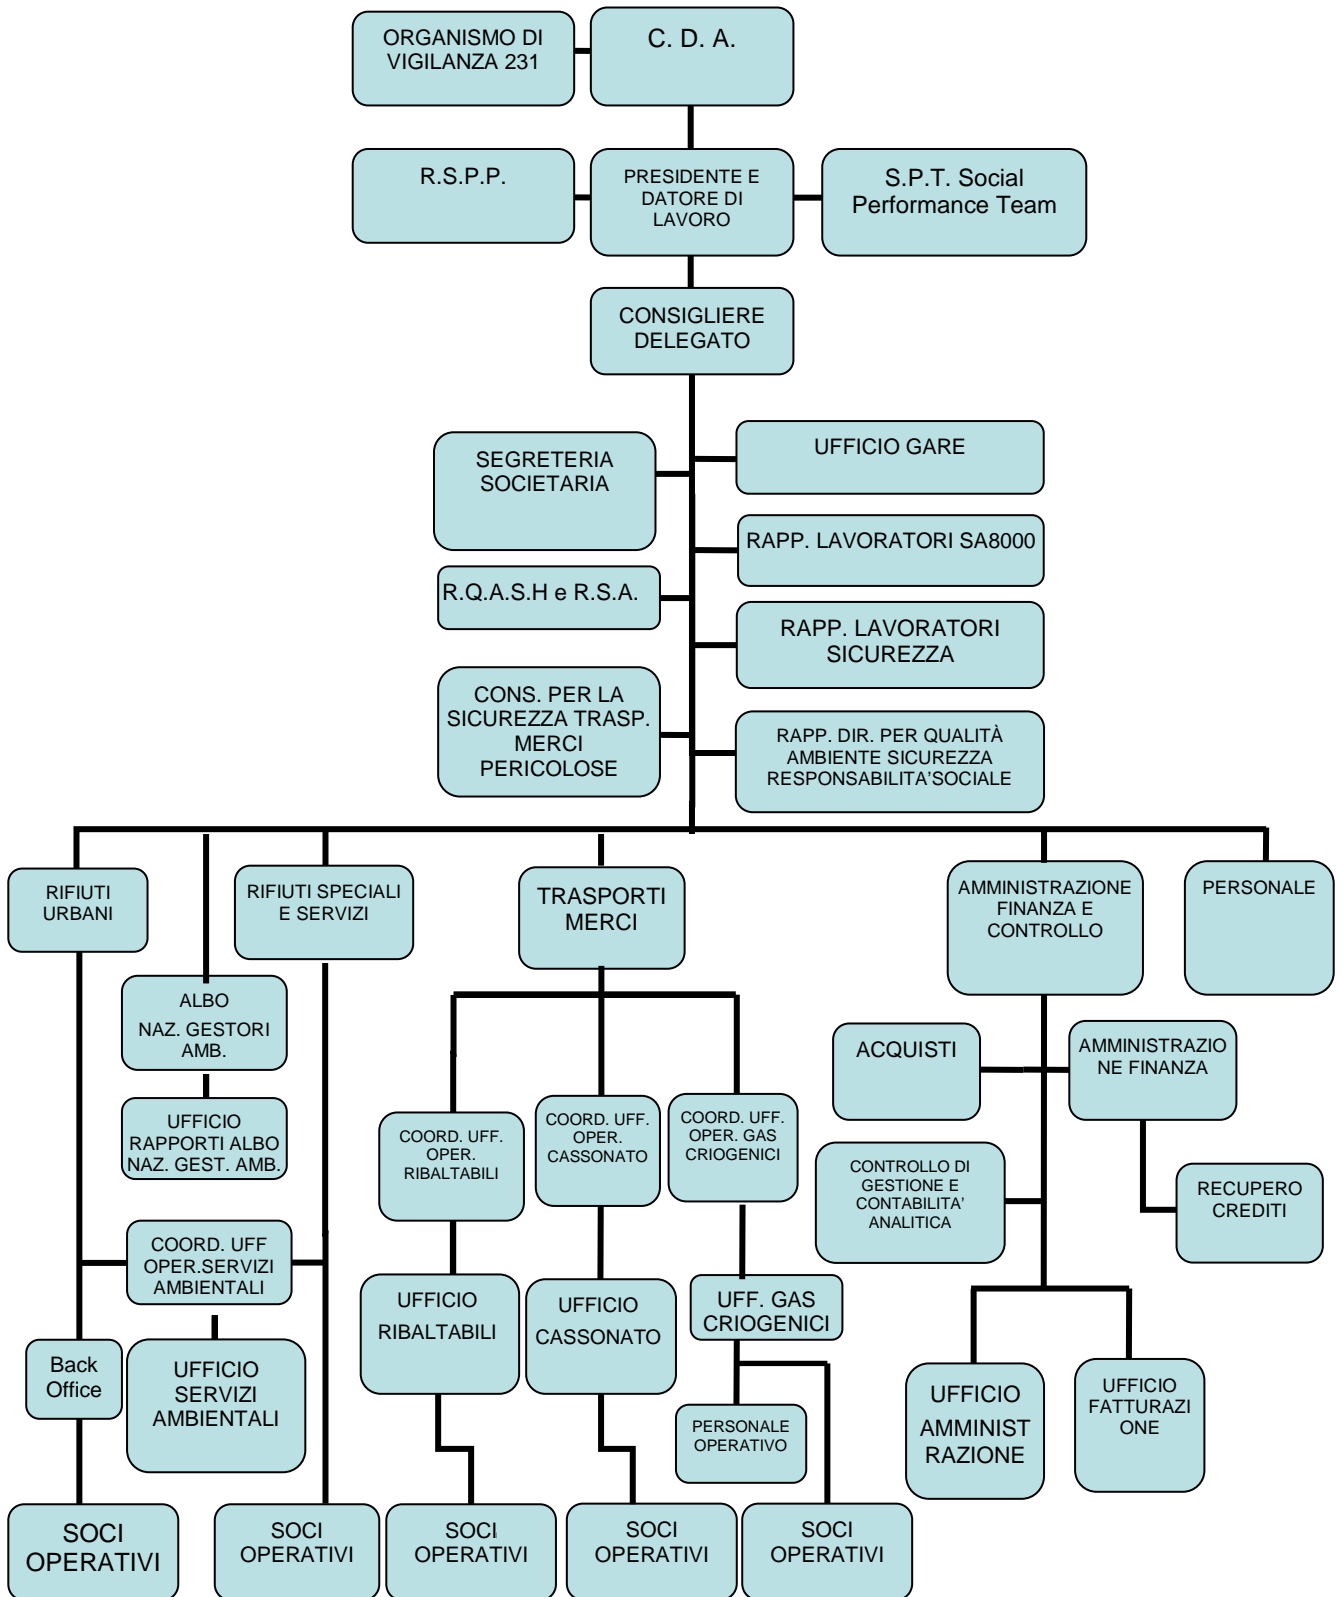 ORGANISMO DI
VIGILANZA 231
C. D. A.
R.S.P.P.
PRESIDENTE E
DATORE DI
LAVORO
S.P.T. Social
Performance Team
CONSIGLIERE
DELEGATO
SEGRETERIA
SOCIETARIA
UFFICIO GARE
RAPP. LAVORATORI SA8000
R.Q.A.S.H e R.S.A.
RAPP. LAVORATORI
SICUREZZA
CONS. PER LA
SICUREZZA TRASP.
MERCI
PERICOLOSE
RAPP. DIR. PER QUALITÀ
AMBIENTE SICUREZZA
RESPONSABILITA'SOCIALE
RIFIUTI
URBANI
RIFIUTI SPECIALI
E SERVIZI
TRASPORTI
MERCI
AMMINISTRAZIONE
FINANZA E
CONTROLLO
PERSONALE
ALBO
NAZ. GESTORI
AMB.
ACQUISTI
AMMINISTRAZIO
NE FINANZA
UFFICIO
RAPPORTI ALBO
NAZ. GEST. AMB.
COORD. UFF.
OPER.
RIBALTABILI
COORD. UFF.
OPER.
CASSONATO
COORD. UFF.
OPER. GAS
CRIOGENICI
CONTROLLO DI
GESTIONE E
CONTABILITA'
ANALITICA
RECUPERO
CREDITI
COORD. UFF
OPER.SERVIZI
AMBIENTALI
UFFICIO
RIBALTABILI
UFFICIO
CASSONATO
UFF. GAS
CRIOGENICI
Back
Office
UFFICIO
SERVIZI
AMBIENTALI
PERSONALE
OPERATIVO
UFFICIO
AMMINIST
RAZIONE
UFFICIO
FATTURAZI
ONE
SOCI
OPERATIVI
SOCI
OPERATIVI
SOCI
OPERATIVI
SOCI
OPERATIVI
SOCI
OPERATIVI